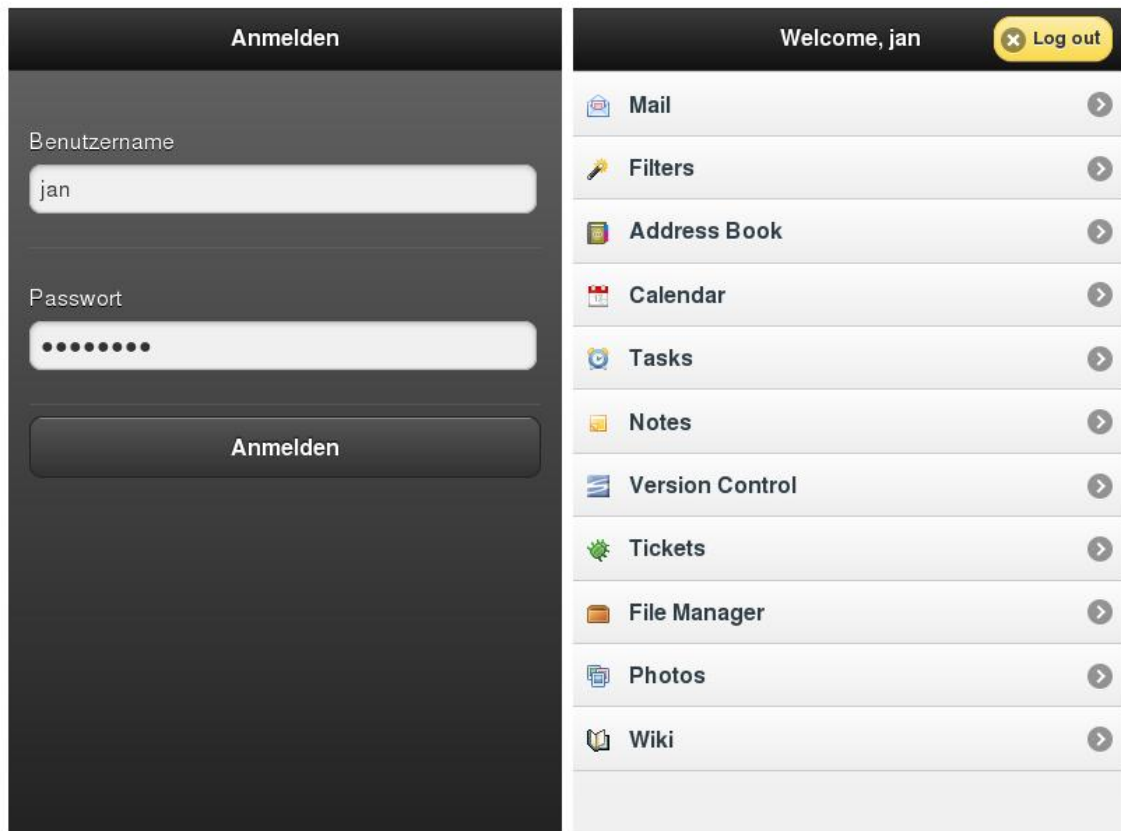 Anmelden
Benutzername
jan
Passwort
••••••••
Anmelden
Welcome, jan
Log out
Mail
Filters
Address Book
Calendar
Tasks
Notes
Version Control
Tickets
File Manager
Photos
Wiki